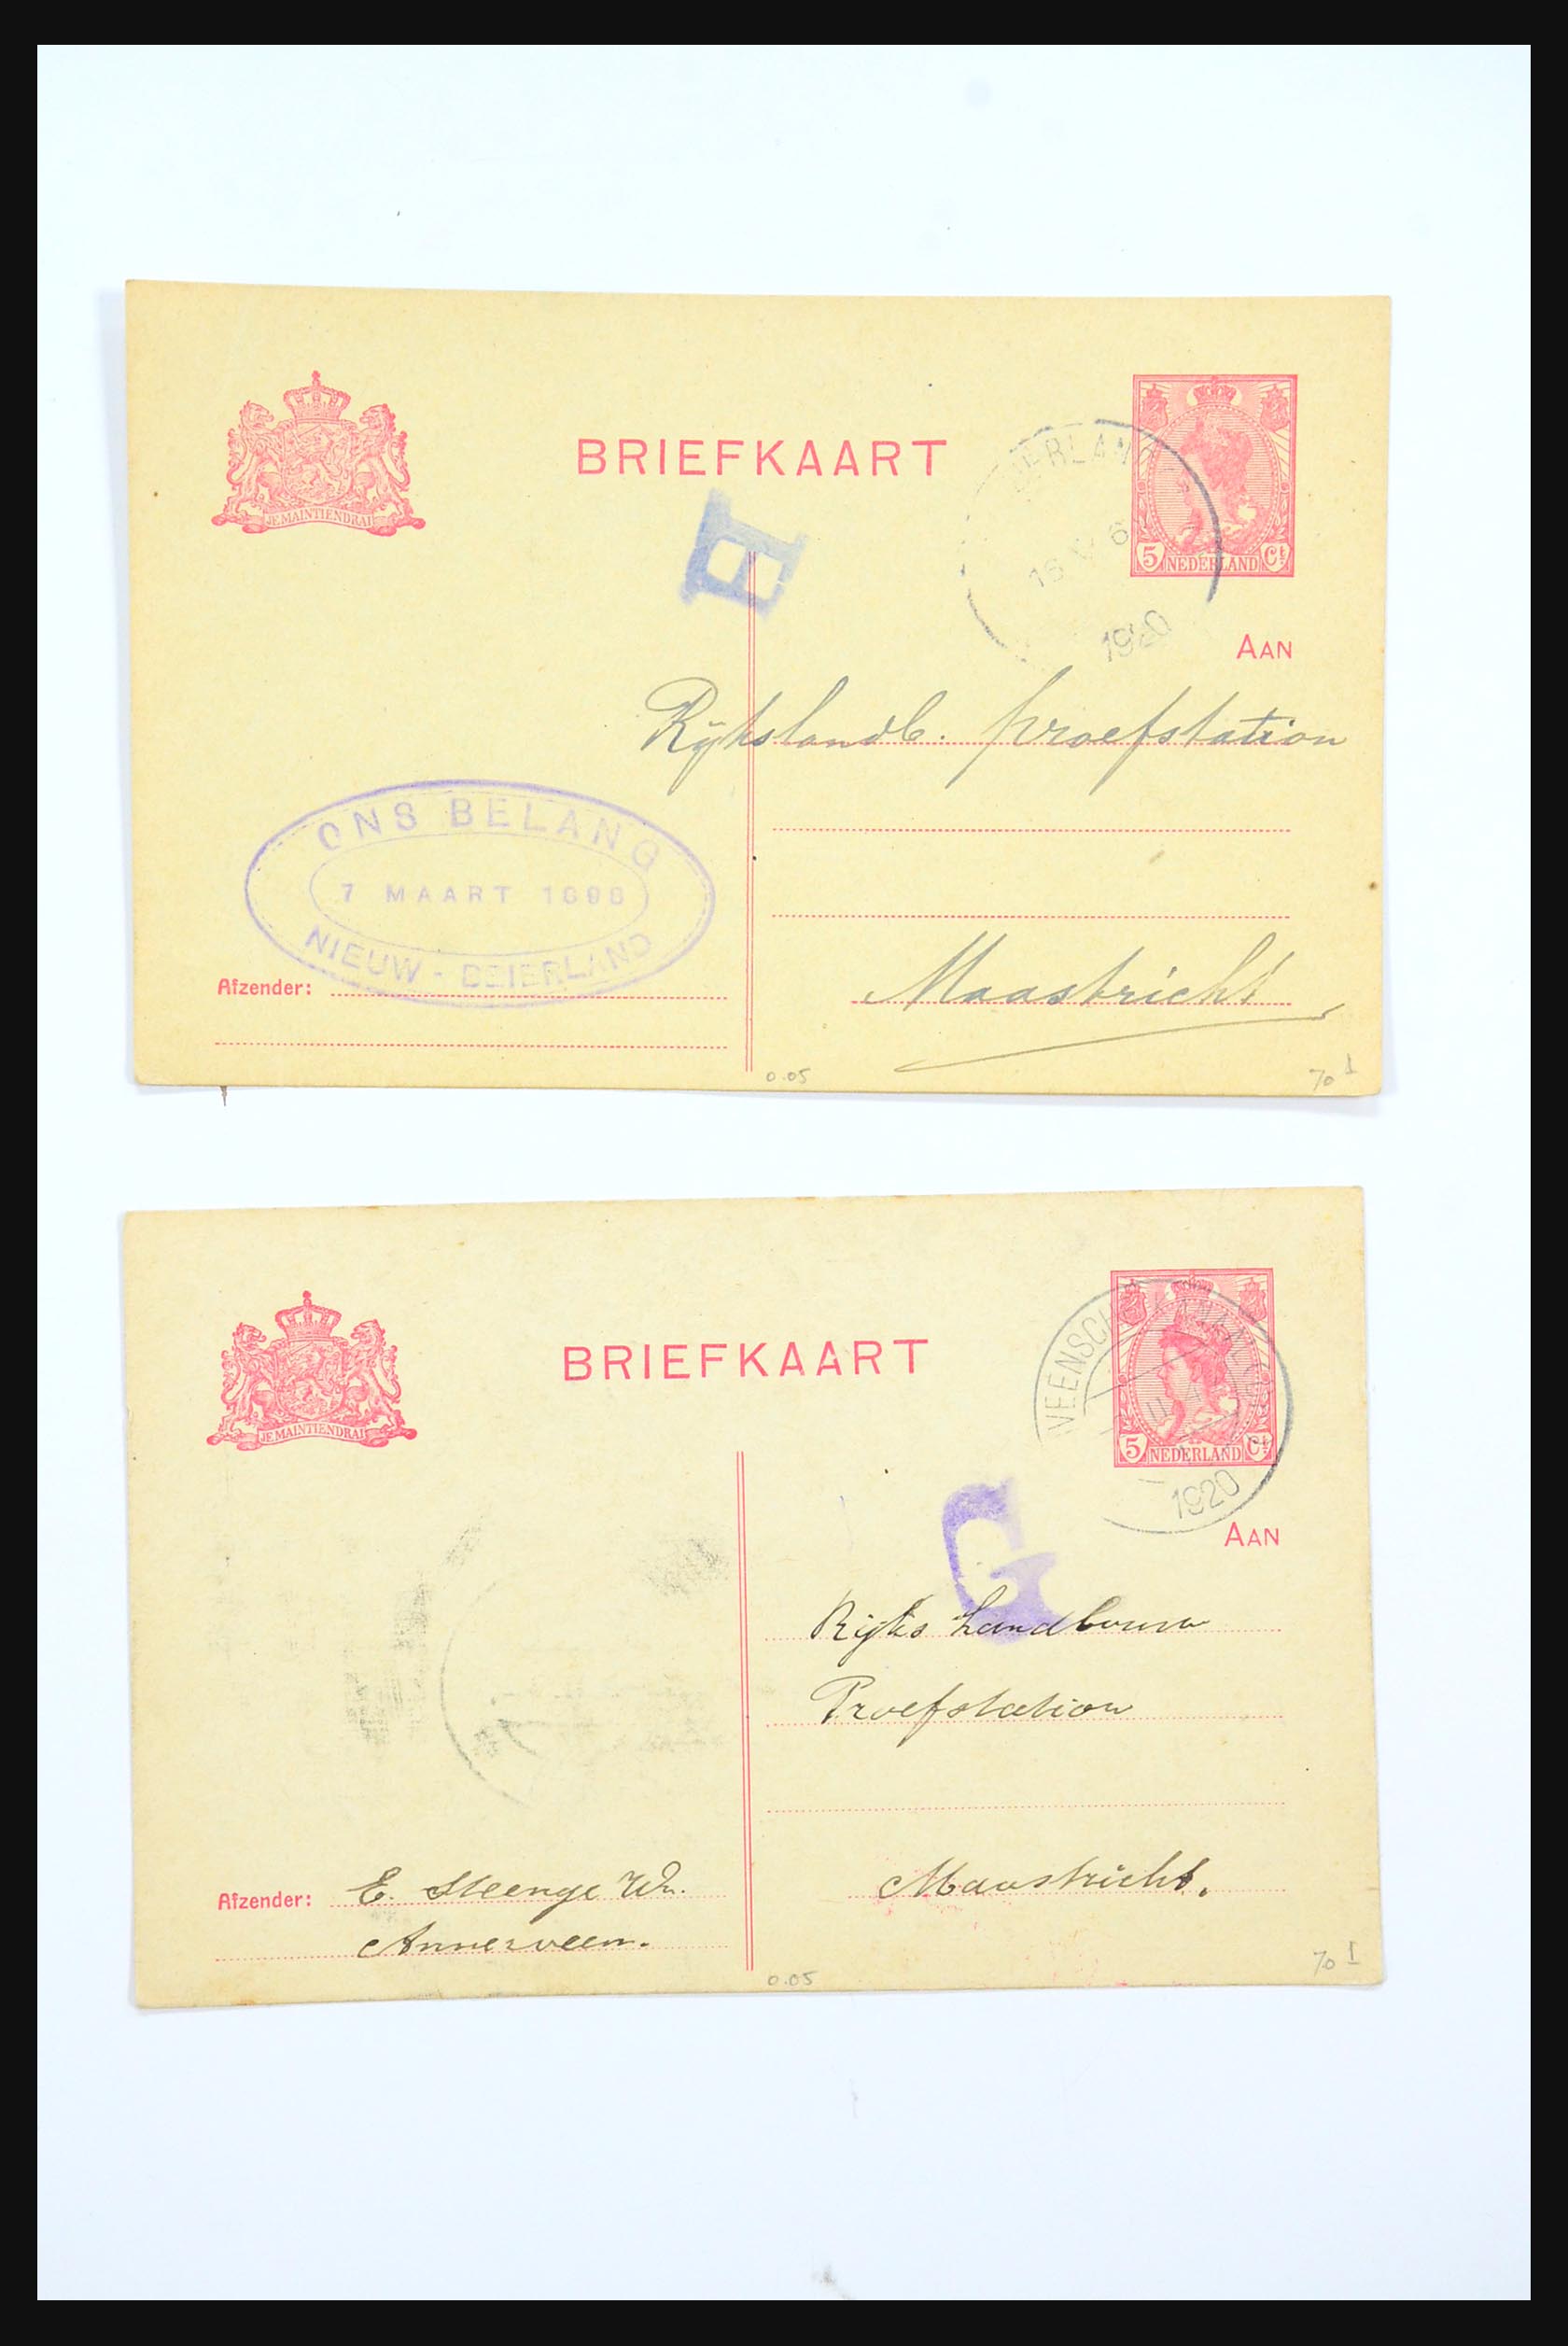 BRIEFKAART
JE MAINTIENDRAI
5 NEDERLAND Ct
1920
AAN
Rijkslandb. proefstation
ONS BELANG
7 MAART 1898
NIEUW-BEIERLAND
Maastricht
Afzender:
0.05
70 I
BRIEFKAART
JE MAINTIENDRAI
5 NEDERLAND Ct
1920
AAN
G
Rijks Landbouw
Proefstation
Maastricht.
Afzender: E. Steenge Wz.
Annerveen.
0.05
70 I